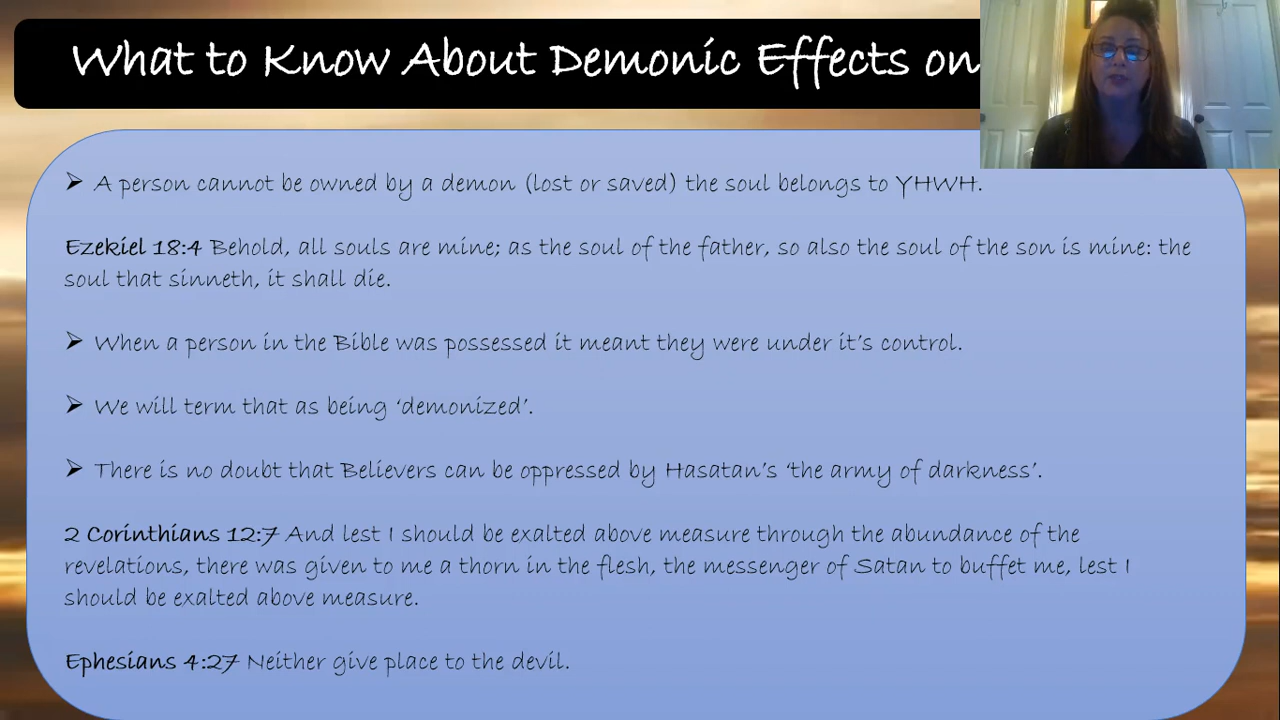 What to Know About Demonic Effects on
➢ A person cannot be owned by a demon (lost or saved) the soul belongs to YHWH.
Ezekiel 18:4 Behold, all souls are mine; as the soul of the father, so also the soul of the son is mine: the
soul that sinneth, it shall die.
➢ When a person in the Bible was possessed it meant they were under it's control.
➢ We will term that as being 'demonized'.
➢ There is no doubt that Believers can be oppressed by Hasatan's 'the army of darkness'.
2 Corinthians 12:7 And lest I should be exalted above measure through the abundance of the
revelations, there was given to me a thorn in the flesh, the messenger of Satan to buffet me, lest I
should be exalted above measure.
Ephesians 4:27 Neither give place to the devil.